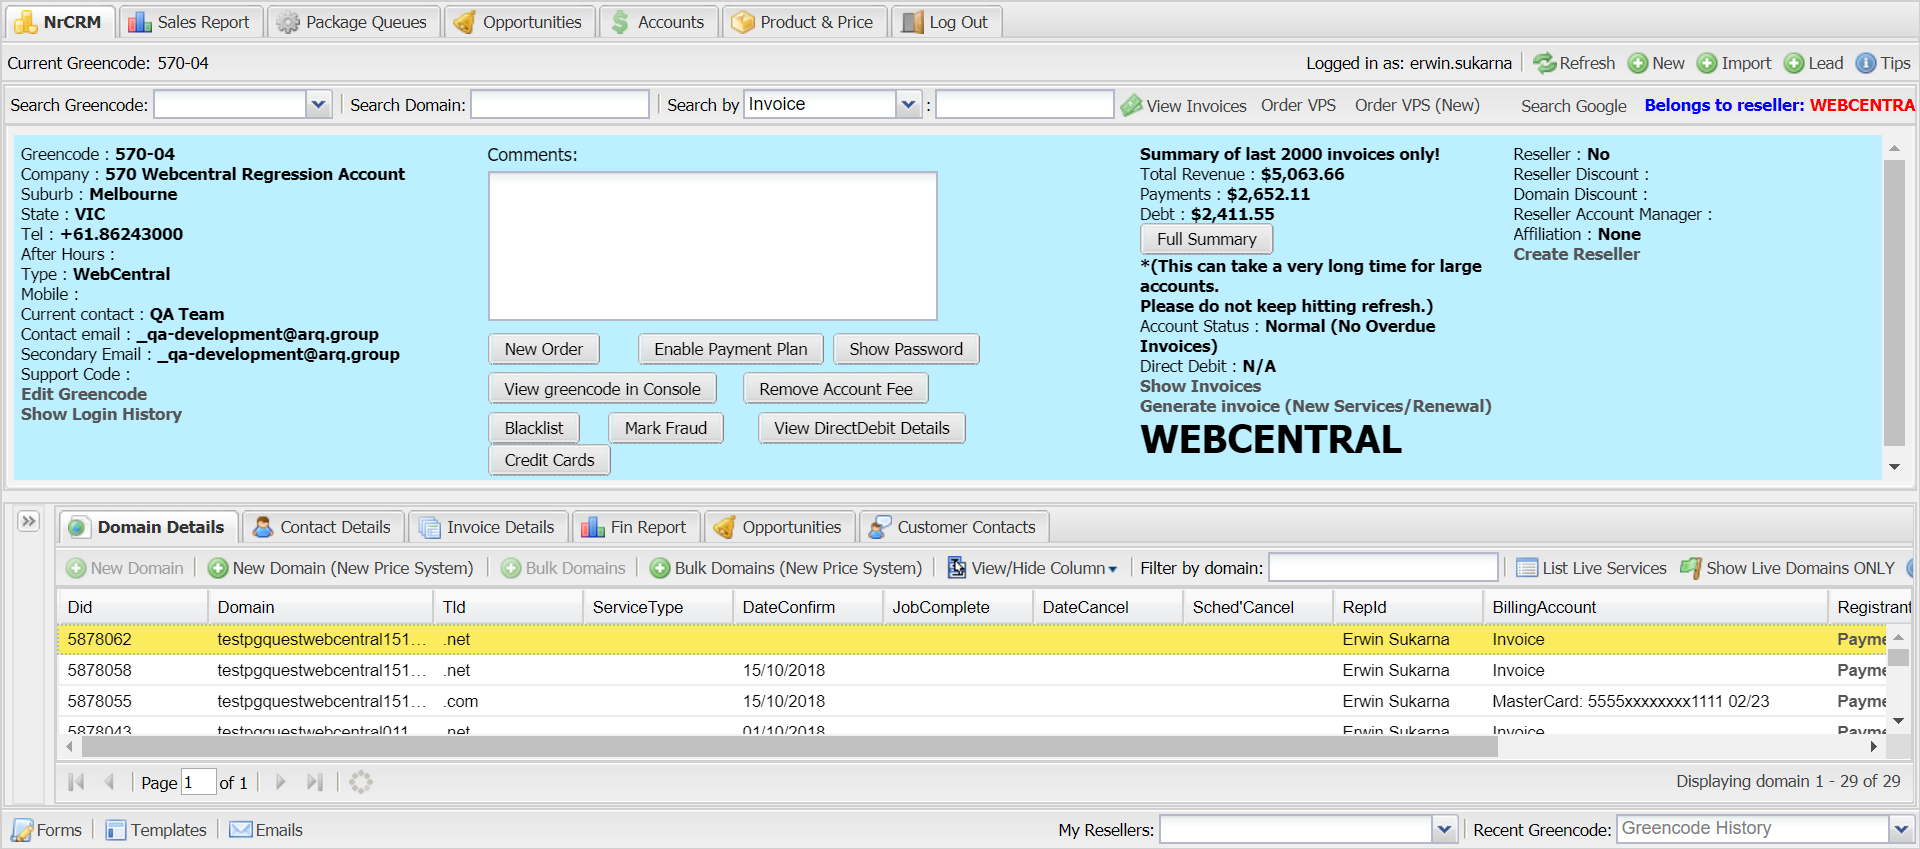 NrCRM Sales Report Package Queues Opportunities Accounts Product & Price Log Out
Current Greencode: 570-04 Logged in as: erwin.sukarna Refresh New Import Lead Tips
Search Greencode: Search Domain: Search by Invoice : View Invoices Order VPS Order VPS (New) Search Google Belongs to reseller: WEBCENTRA
Greencode : 570-04
Company : 570 Webcentral Regression Account
Suburb : Melbourne
State : VIC
Tel : +61.86243000
After Hours :
Type : WebCentral
Mobile :
Current contact : QA Team
Contact email : _qa-development@arq.group
Secondary Email : _qa-development@arq.group
Support Code :
Edit Greencode
Show Login History
Comments:
New Order Enable Payment Plan Show Password
View greencode in Console Remove Account Fee
Blacklist Mark Fraud View DirectDebit Details
Credit Cards
Summary of last 2000 invoices only!
Total Revenue : $5,063.66
Payments : $2,652.11
Debt : $2,411.55
Full Summary
*(This can take a very long time for large
accounts.
Please do not keep hitting refresh.)
Account Status : Normal (No Overdue
Invoices)
Direct Debit : N/A
Show Invoices
Generate invoice (New Services/Renewal)
WEBCENTRAL
Reseller : No
Reseller Discount :
Domain Discount :
Reseller Account Manager :
Affiliation : None
Create Reseller
Domain Details Contact Details Invoice Details Fin Report Opportunities Customer Contacts
New Domain New Domain (New Price System) Bulk Domains Bulk Domains (New Price System) View/Hide Column Filter by domain: List Live Services Show Live Domains ONLY
Did Domain Tld ServiceType DateConfirm JobComplete DateCancel Sched'Cancel RepId BillingAccount Registrant
5878062 testpgquestwebcentral151... .net Erwin Sukarna Invoice Payme
5878058 testpgquestwebcentral151... .net 15/10/2018 Erwin Sukarna Invoice Payme
5878055 testpgquestwebcentral151... .com 15/10/2018 Erwin Sukarna MasterCard: 5555xxxxxxxx1111 02/23 Payme
5878043 testpgquestwebcentral011... .net 01/10/2018 Erwin Sukarna Invoice Payme
Page 1 of 1 Displaying domain 1 - 29 of 29
Forms Templates Emails My Resellers: Recent Greencode: Greencode History